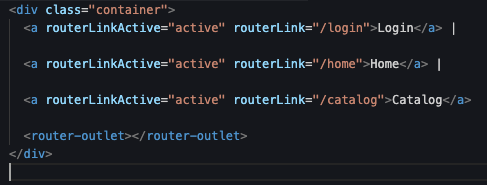 <div class="container">
<a routerLinkActive="active" routerLink="/login">Login</a> |
<a routerLinkActive="active" routerLink="/home">Home</a> |
<a routerLinkActive="active" routerLink="/catalog">Catalog</a>
<router-outlet></router-outlet>
</div>